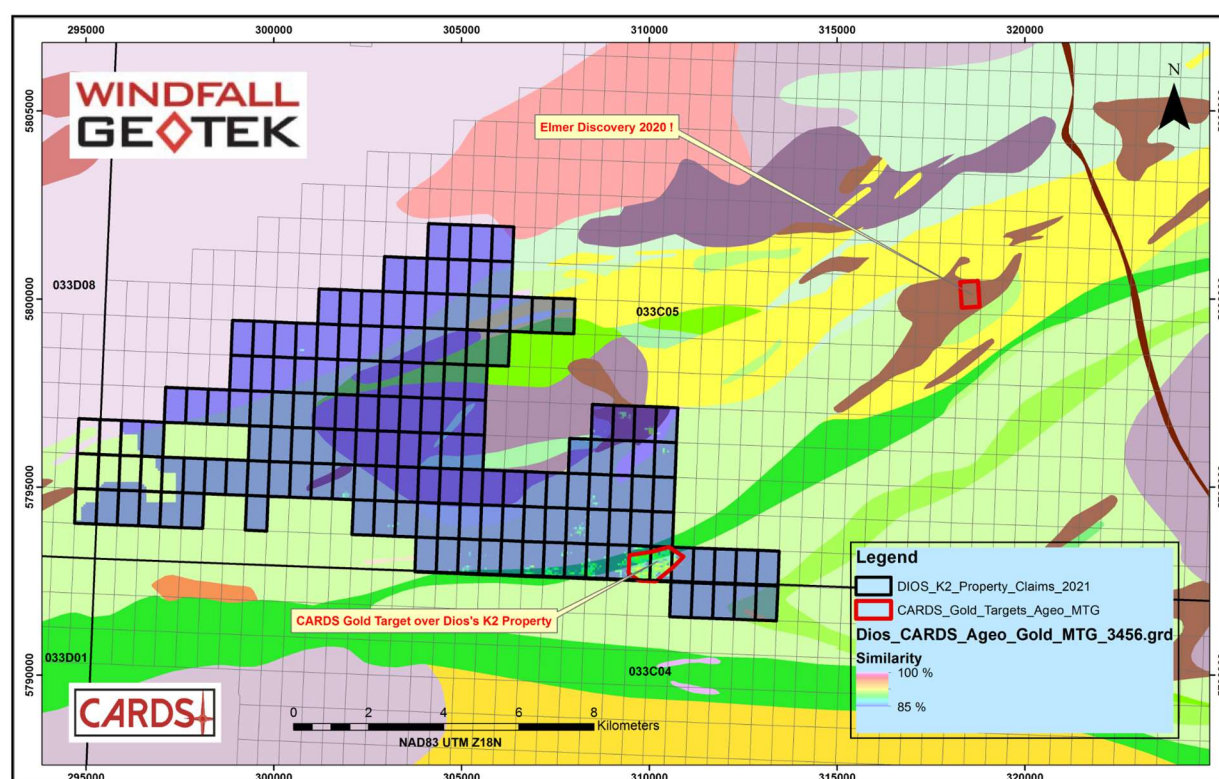 295000 300000 305000 310000 315000 320000
WINDFALL
GEOTEK
N
Elmer Discovery 2020 !
5805000
033D08
033C05
5800000
5795000
Legend
DIOS_K2_Property_Claims_2021
CARDS_Gold_Targets_Ageo_MTG
Dios_CARDS_Ageo_Gold_MTG_3456.grd
Similarity
100 %
85 %
CARDS Gold Target over Dios's K2 Property
033D01
033C04
5790000
CARDS
0 2 4 6 8
Kilometers
NAD83 UTM Z18N
295000 300000 305000 310000 315000 320000